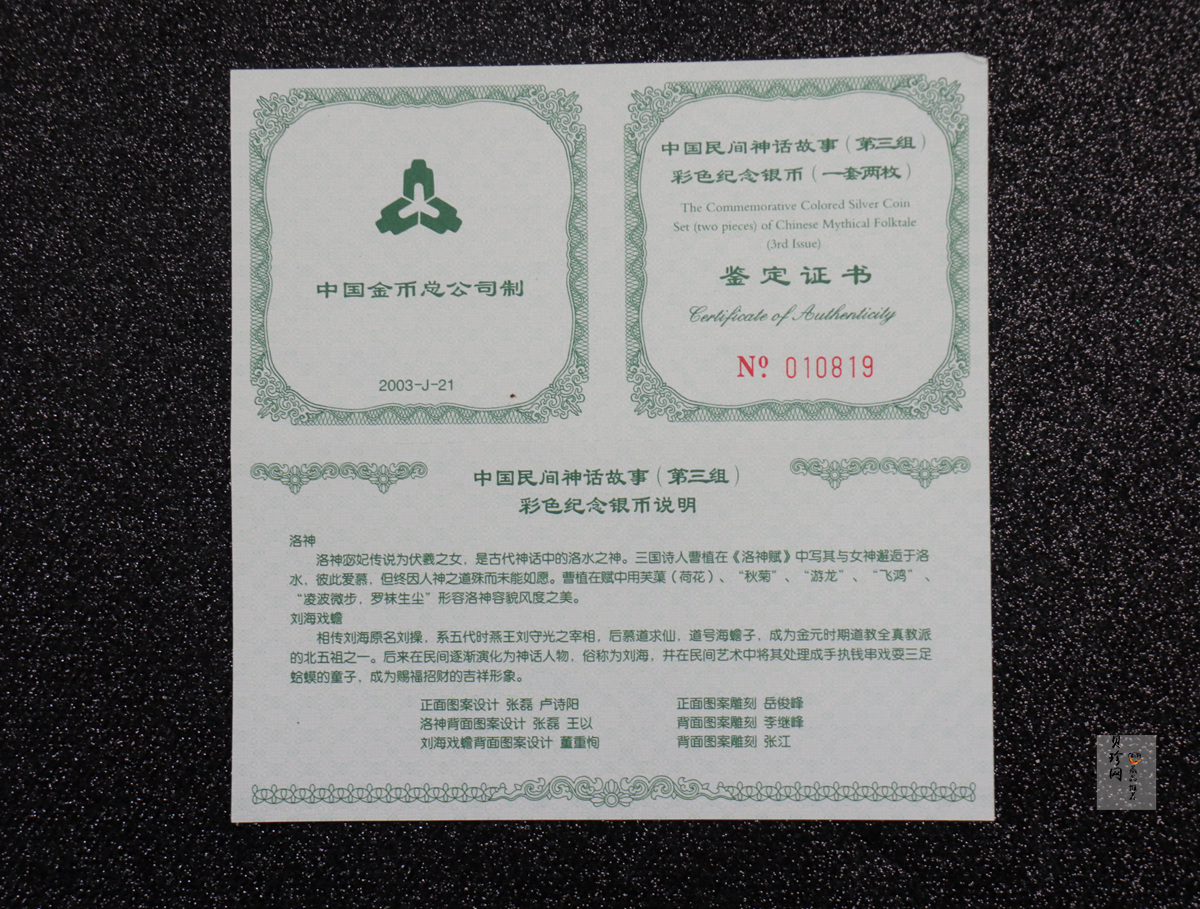 中国金币总公司制
2003-J-21
中国民间神话故事（第三组）
彩色纪念银币（一套两枚）
The Commemorative Colored Silver Coin
Set (two pieces) of Chinese Mythical Folktale
(3rd Issue)
鉴定证书
Certificate of Authenticity
Nº 010819
中国民间神话故事（第三组）
彩色纪念银币说明
洛神
洛神宓妃传说为伏羲之女，是古代神话中的洛水之神。三国诗人曹植在《洛神赋》中写其与女神邂逅于洛
水，彼此爱慕，但终因人神之道殊而未能如愿。曹植在赋中用芙蕖（荷花）、“秋菊”、“游龙”、“飞鸿”、
“凌波微步，罗袜生尘”形容洛神容貌风度之美。
刘海戏蟾
相传刘海原名刘操，系五代时燕王刘守光之宰相，后慕道求仙，道号海蟾子，成为金元时期道教全真教派
的北五祖之一。后来在民间逐渐演化为神话人物，俗称为刘海，并在民间艺术中将其处理成手执钱串戏耍三足
蛤蟆的童子，成为赐福招财的吉祥形象。
正面图案设计 张磊 卢诗阳
正面图案雕刻 岳俊峰
洛神背面图案设计 张磊 王以
背面图案雕刻 李继峰
刘海戏蟾背面图案设计 董重恂
背面图案雕刻 张江